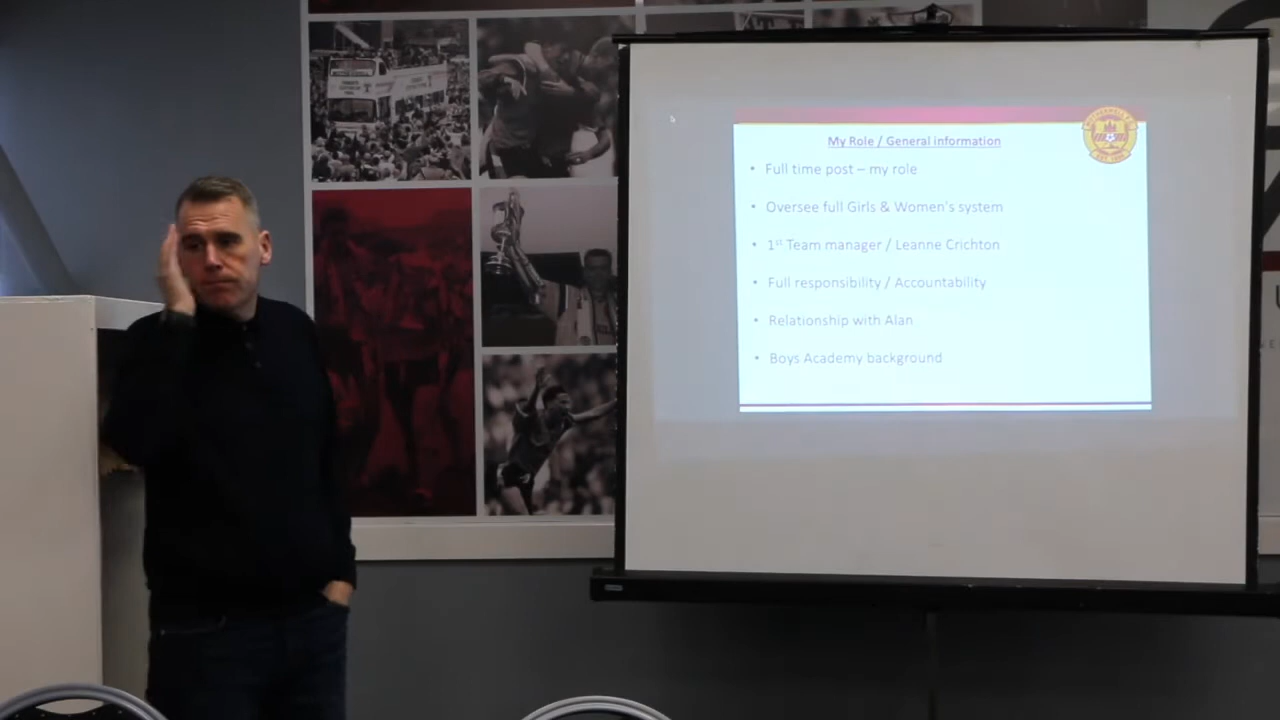 My Role / General information
• Full time post – my role
• Oversee full Girls & Women's system
• 1st Team manager / Leanne Crichton
• Full responsibility / Accountability
• Relationship with Alan
• Boys Academy background